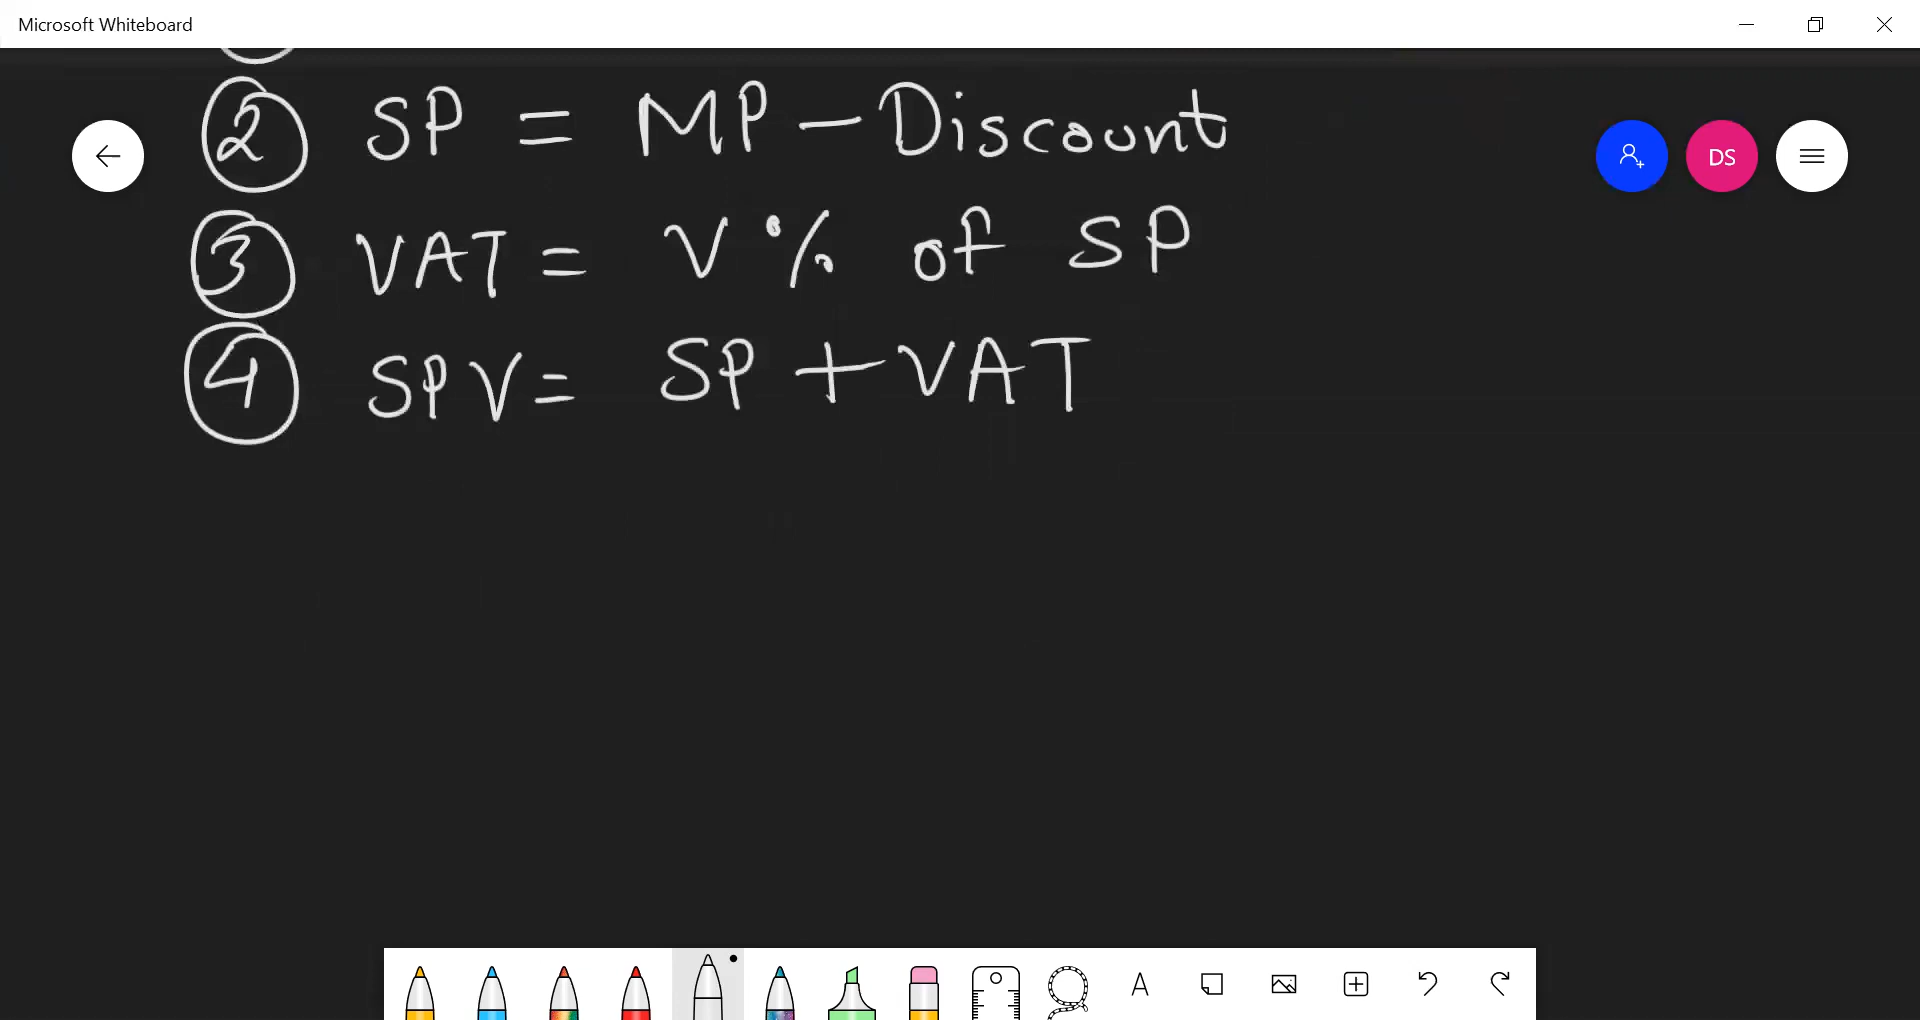 Microsoft Whiteboard
② SP = MP - Discount
DS
③ VAT = V % of SP
④ SPV = SP + VAT
A